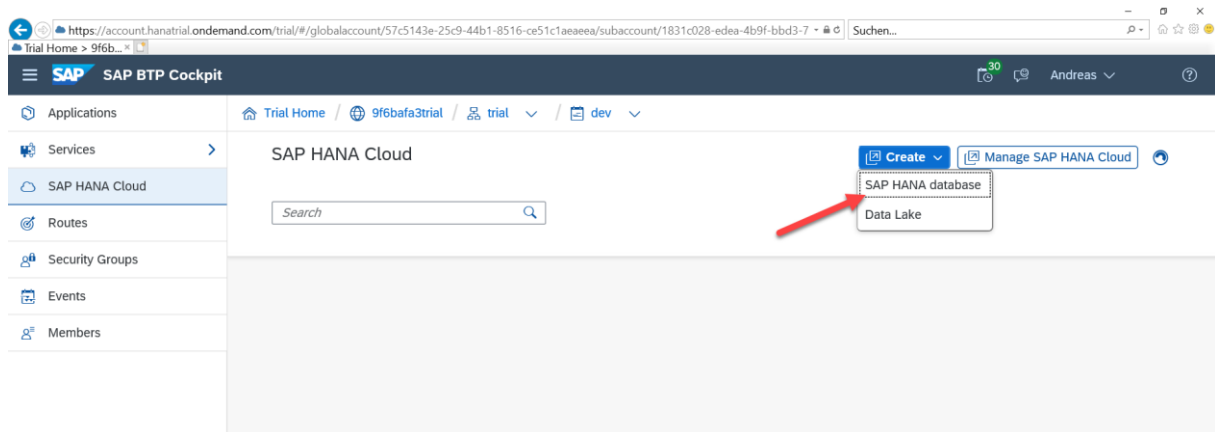 https://account.hanatrial.ondemand.com/trial/#/globalaccount/57c5143e-25c9-44b1-8516-ce51c1aeaeea/subaccount/1831c028-edea-4b9f-bbd3-7
Suchen...
Trial Home > 9f6b...
SAP SAP BTP Cockpit
30
Andreas
Applications
Trial Home / 9f6bafa3trial / trial / dev
Services
SAP HANA Cloud
Create
Manage SAP HANA Cloud
SAP HANA Cloud
SAP HANA database
Search
Data Lake
Routes
Security Groups
Events
Members